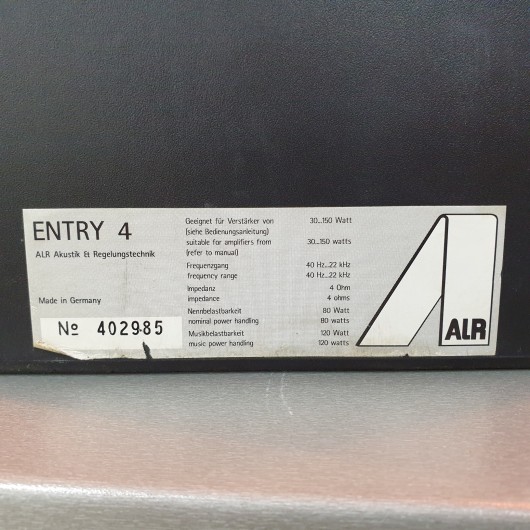 ENTRY 4
ALR Akustik & Regelungstechnik
Made in Germany
Nº 402985
Geeignet für Verstärker von 30...150 Watt
(siehe Bedienungsanleitung)
suitable for amplifiers from 30...150 watts
(refer to manual)
Frequenzgang 40 Hz...22 kHz
frequency range 40 Hz...22 kHz
Impedanz 4 Ohm
impedance 4 ohms
Nennbelastbarkeit 80 Watt
nominal power handling 80 watts
Musikbelastbarkeit 120 Watt
music power handling 120 watts
ALR